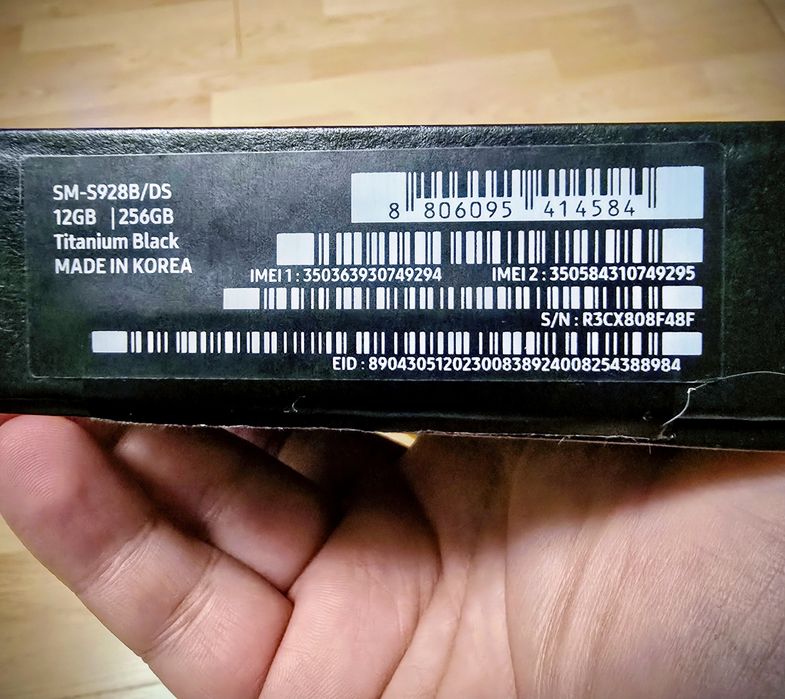 SM-S928B/DS
12GB | 256GB
Titanium Black
MADE IN KOREA
8 806095 414584
IMEI 1 : 350363930749294 IMEI 2 : 350584310749295
S/N : R3CX808F48F
EID : 89043051202300838924008254388984